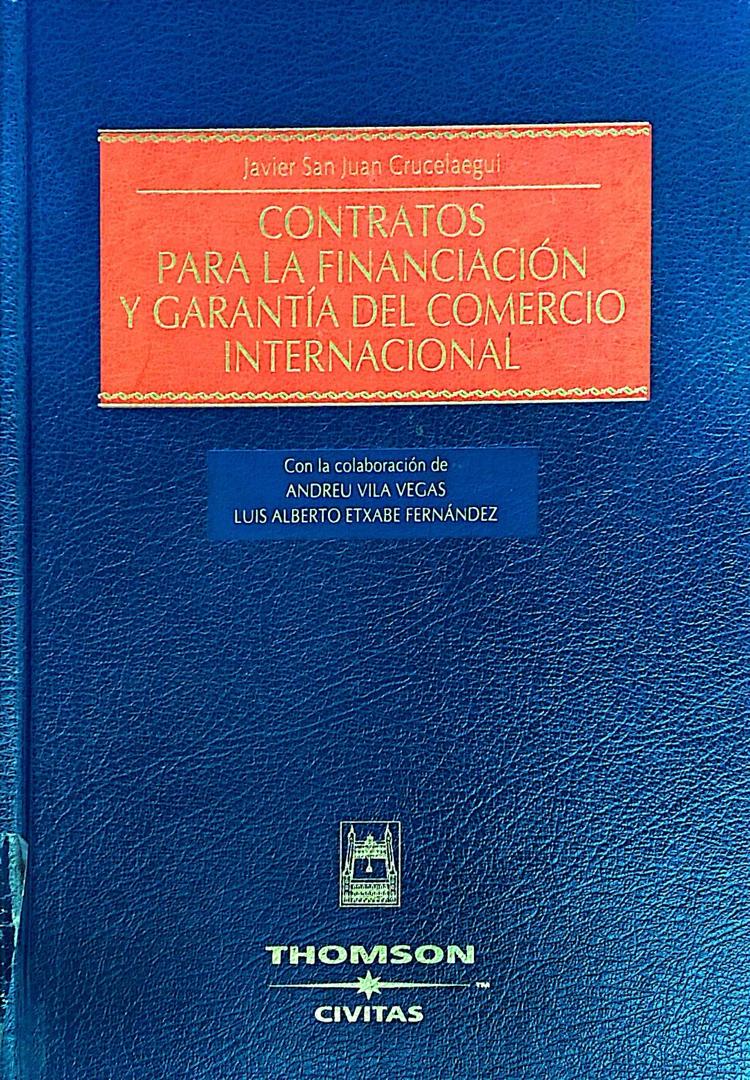 Javier San Juan Crucelaegui
CONTRATOS
PARA LA FINANCIACIÓN
Y GARANTÍA DEL COMERCIO
INTERNACIONAL
Con la colaboración de
ANDREU VILA VEGAS
LUIS ALBERTO ETXABE FERNÁNDEZ
THOMSON
™
CIVITAS